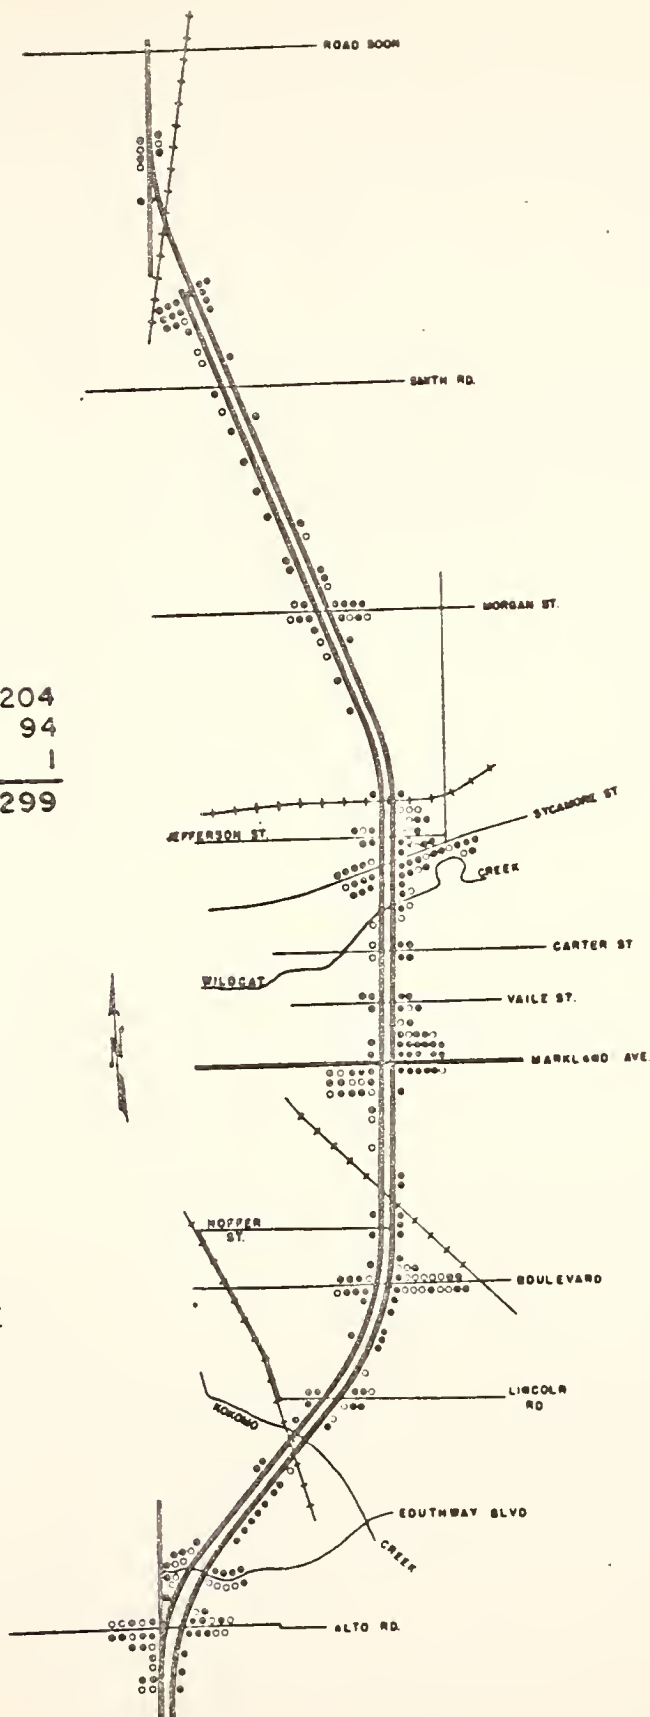 ROAD 500N
SMITH RD.
MORGAN ST.
204
94
1
299
SYCAMORE ST
JEFFERSON ST.
CREEK
CARTER ST
WILDCAT
VAILE ST.
MARKLAND AVE.
HOFFER
ST.
BOULEVARD
LINCOLN
RD
KOKOMO
SOUTHWAY BLVD
CREEK
ALTO RD.